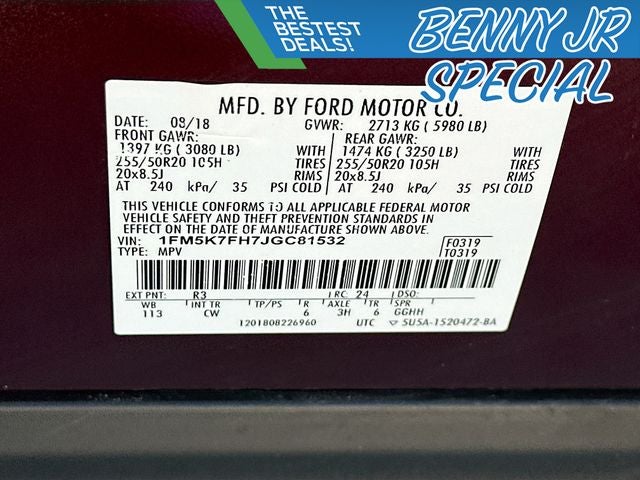 THE
BESTEST
DEALS!
BENNY JR
SPECIAL
MFD. BY FORD MOTOR CO.
DATE: 08/18 GVWR: 2713 KG ( 5980 LB)
FRONT GAWR: REAR GAWR:
1397 KG ( 3080 LB) WITH 1474 KG ( 3250 LB) WITH
255/50R20 105H TIRES 255/50R20 105H TIRES
20x8.5J RIMS 20x8.5J RIMS
AT 240 kPa/ 35 PSI COLD AT 240 kPa/ 35 PSI COLD
THIS VEHICLE CONFORMS TO ALL APPLICABLE FEDERAL MOTOR
VEHICLE SAFETY AND THEFT PREVENTION STANDARDS IN
EFFECT ON THE DATE OF MANUFACTURE SHOWN ABOVE.
VIN: 1FM5K7FH7JGC81532 F0319
TYPE: MPV T0319
EXT PNT: R3 RC: 24 DSO:
WB INT TR TP/PS R AXLE TR SPR
113 CW 6 3H 6 GGHH
1201808226960 UTC ▽ 5U5A-1520472-BA